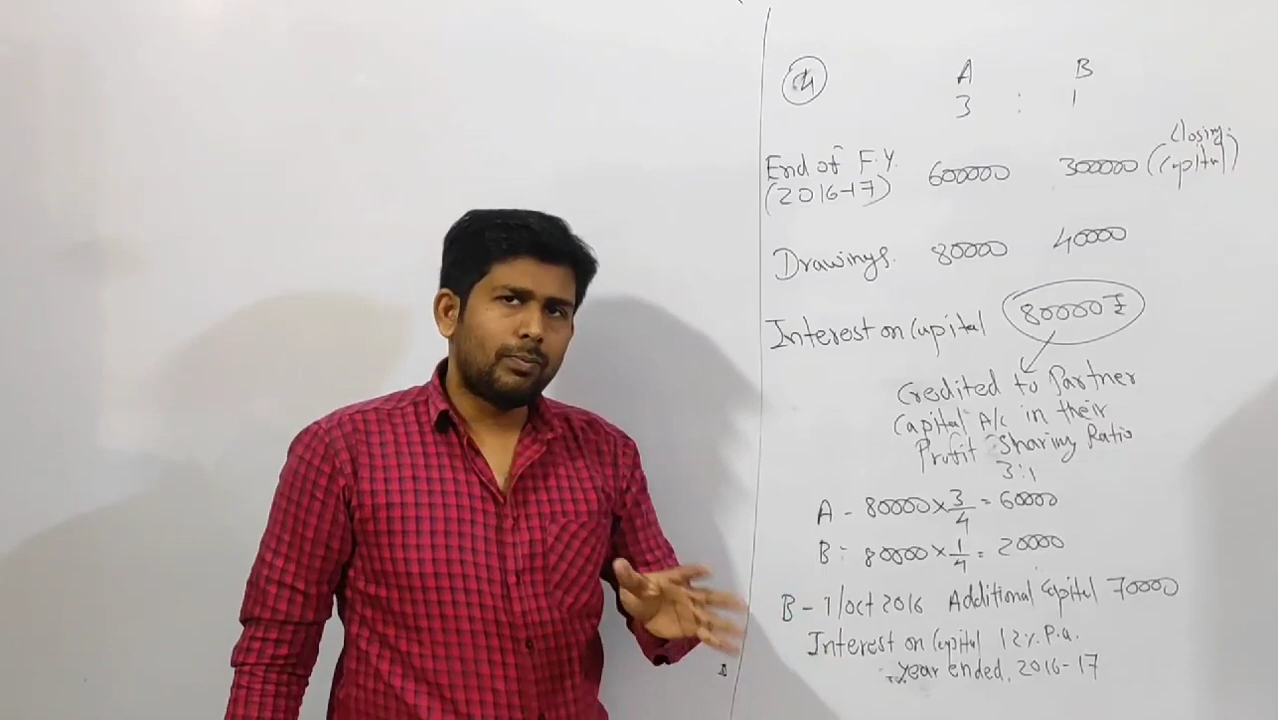 4
A B
3 : 1
End of F.Y. 600000 300000 (Closing Capital)
(2016-17)
Drawings. 80000 40000
Interest on Capital 80000 ₹
Credited to Partner
Capital A/c in their
Profit Sharing Ratio
3:1
A - 80000 × 3/4 = 60000
B : 80000 × 1/4 = 20000
B - 1/Oct 2016 Additional Capital 70000
Interest on Capital 12% P.a.
year ended, 2016-17